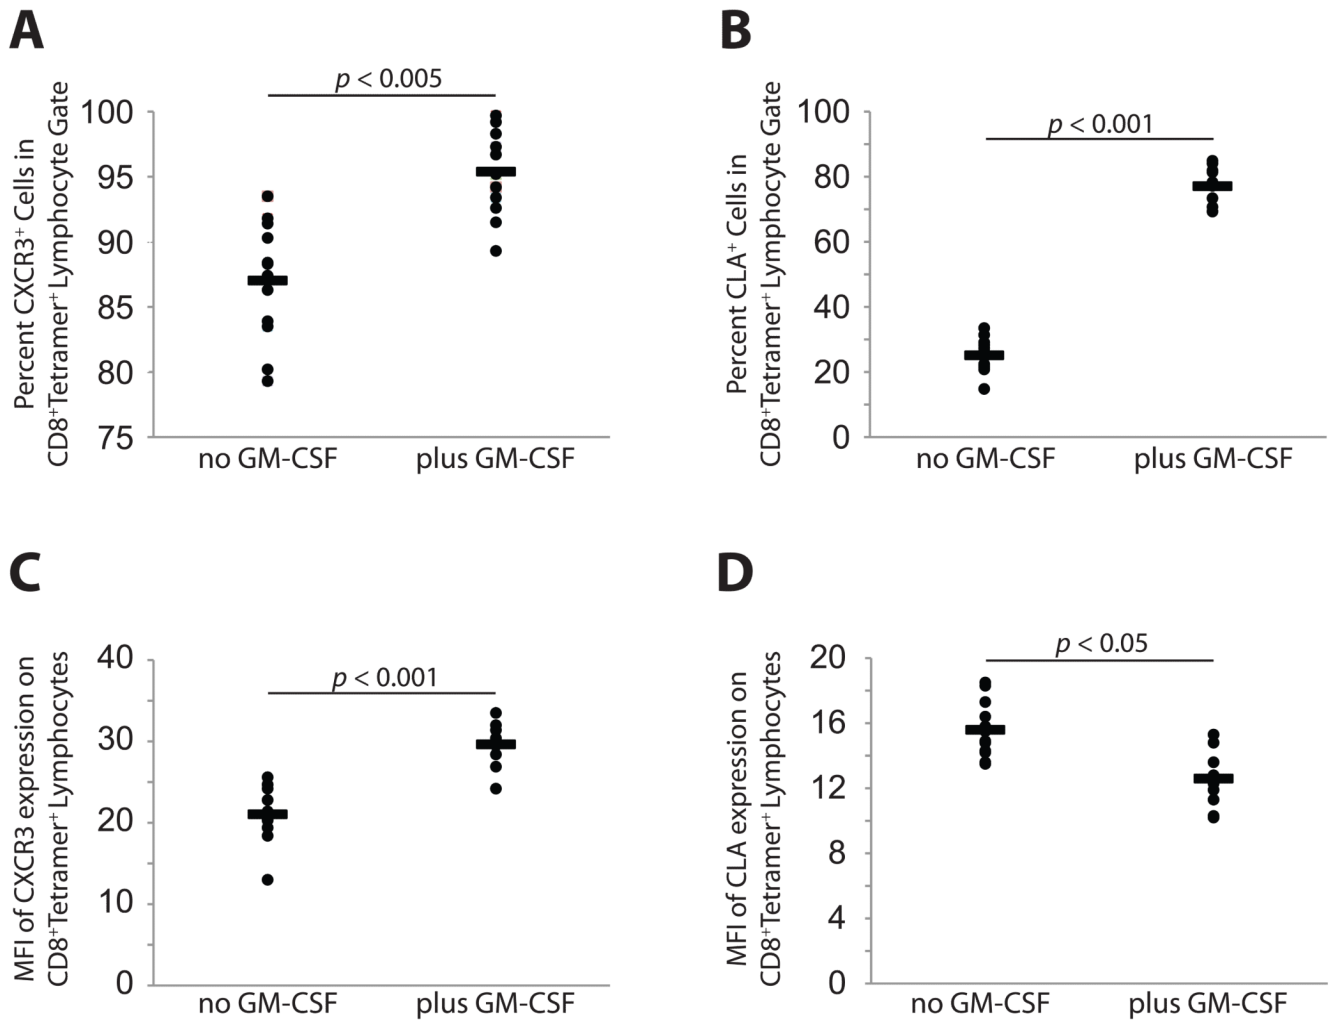 A
p < 0.005
Percent CXCR3+ Cells in
CD8+Tetramer+ Lymphocyte Gate
100
95
90
85
80
75
no GM-CSF
plus GM-CSF
B
p < 0.001
Percent CLA+ Cells in
CD8+Tetramer+ Lymphocyte Gate
100
80
60
40
20
0
no GM-CSF
plus GM-CSF
C
p < 0.001
MFI of CXCR3 expression on
CD8+Tetramer+ Lymphocytes
40
30
20
10
0
no GM-CSF
plus GM-CSF
D
p < 0.05
MFI of CLA expression on
CD8+Tetramer+ Lymphocytes
20
16
12
8
4
0
no GM-CSF
plus GM-CSF